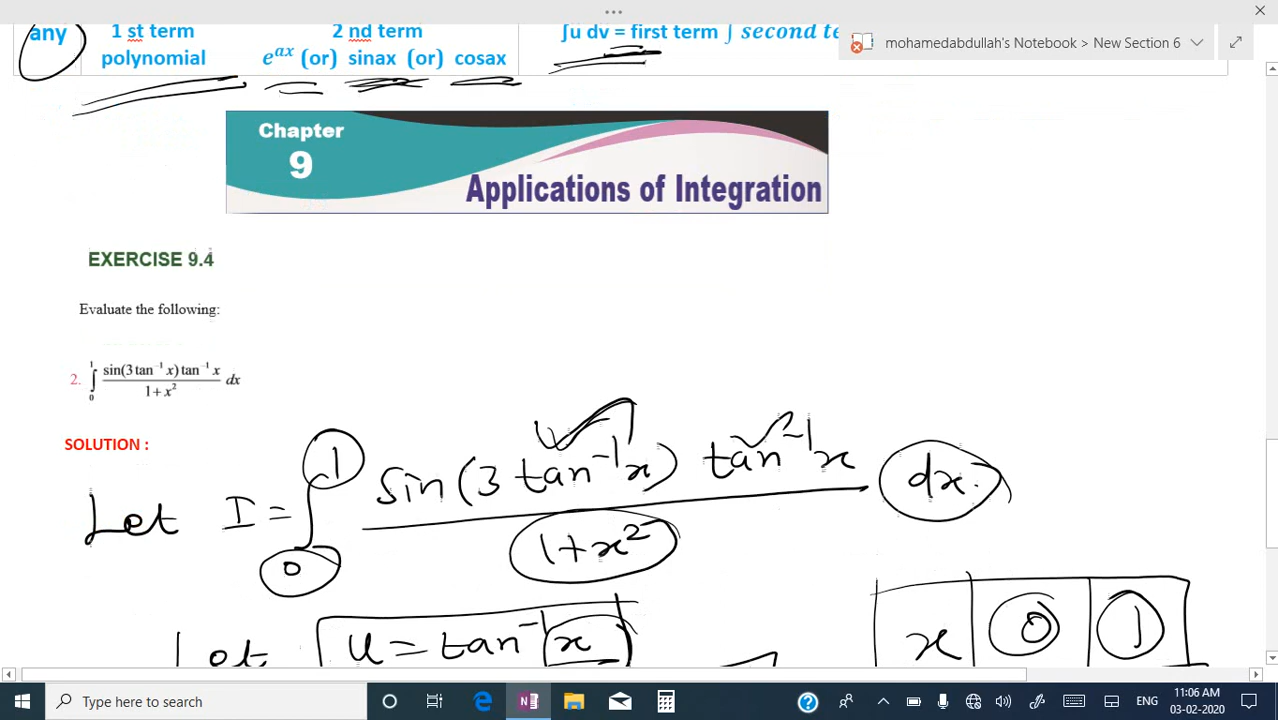 any 1 st term 2 nd term ∫u dv = first term ∫ second te
polynomial e^{ax} (or) sinax (or) cosax
mohamedabdullah's Notebook > New Section 6
Chapter
9
Applications of Integration
EXERCISE 9.4
Evaluate the following:
2. ∫₀¹ sin(3 tan⁻¹ x) tan⁻¹ x / 1+x² dx
SOLUTION :
Let I = ∫₀¹ sin(3 tan⁻¹x) tan⁻¹x / 1+x² dx.
Let u = tan⁻¹x
x 0 1
Type here to search
ENG
11:06 AM
03-02-2020